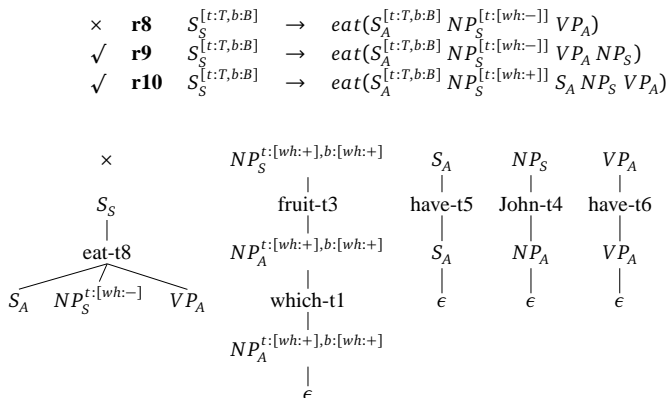 × r8 S_S^{[t:T,b:B]} → eat(S_A^{[t:T,b:B]} NP_S^{[t:[wh:−]]} VP_A)
√ r9 S_S^{[t:T,b:B]} → eat(S_A^{[t:T,b:B]} NP_S^{[t:[wh:−]]} VP_A NP_S)
√ r10 S_S^{[t:T,b:B]} → eat(S_A^{[t:T,b:B]} NP_S^{[t:[wh:+]]} S_A NP_S VP_A)
× NP_S^{t:[wh:+],b:[wh:+]} S_A NP_S VP_A
S_S fruit-t3 have-t5 John-t4 have-t6
eat-t8 NP_A^{t:[wh:+],b:[wh:+]} S_A NP_A VP_A
S_A NP_S^{t:[wh:−]} VP_A which-t1 ϵ ϵ ϵ
NP_A^{t:[wh:+],b:[wh:+]}
ϵ